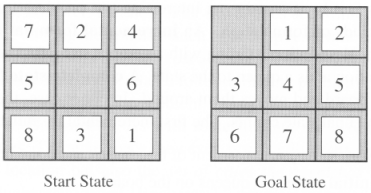 7 2 4
5 6
8 3 1
Start State
1 2
3 4 5
6 7 8
Goal State